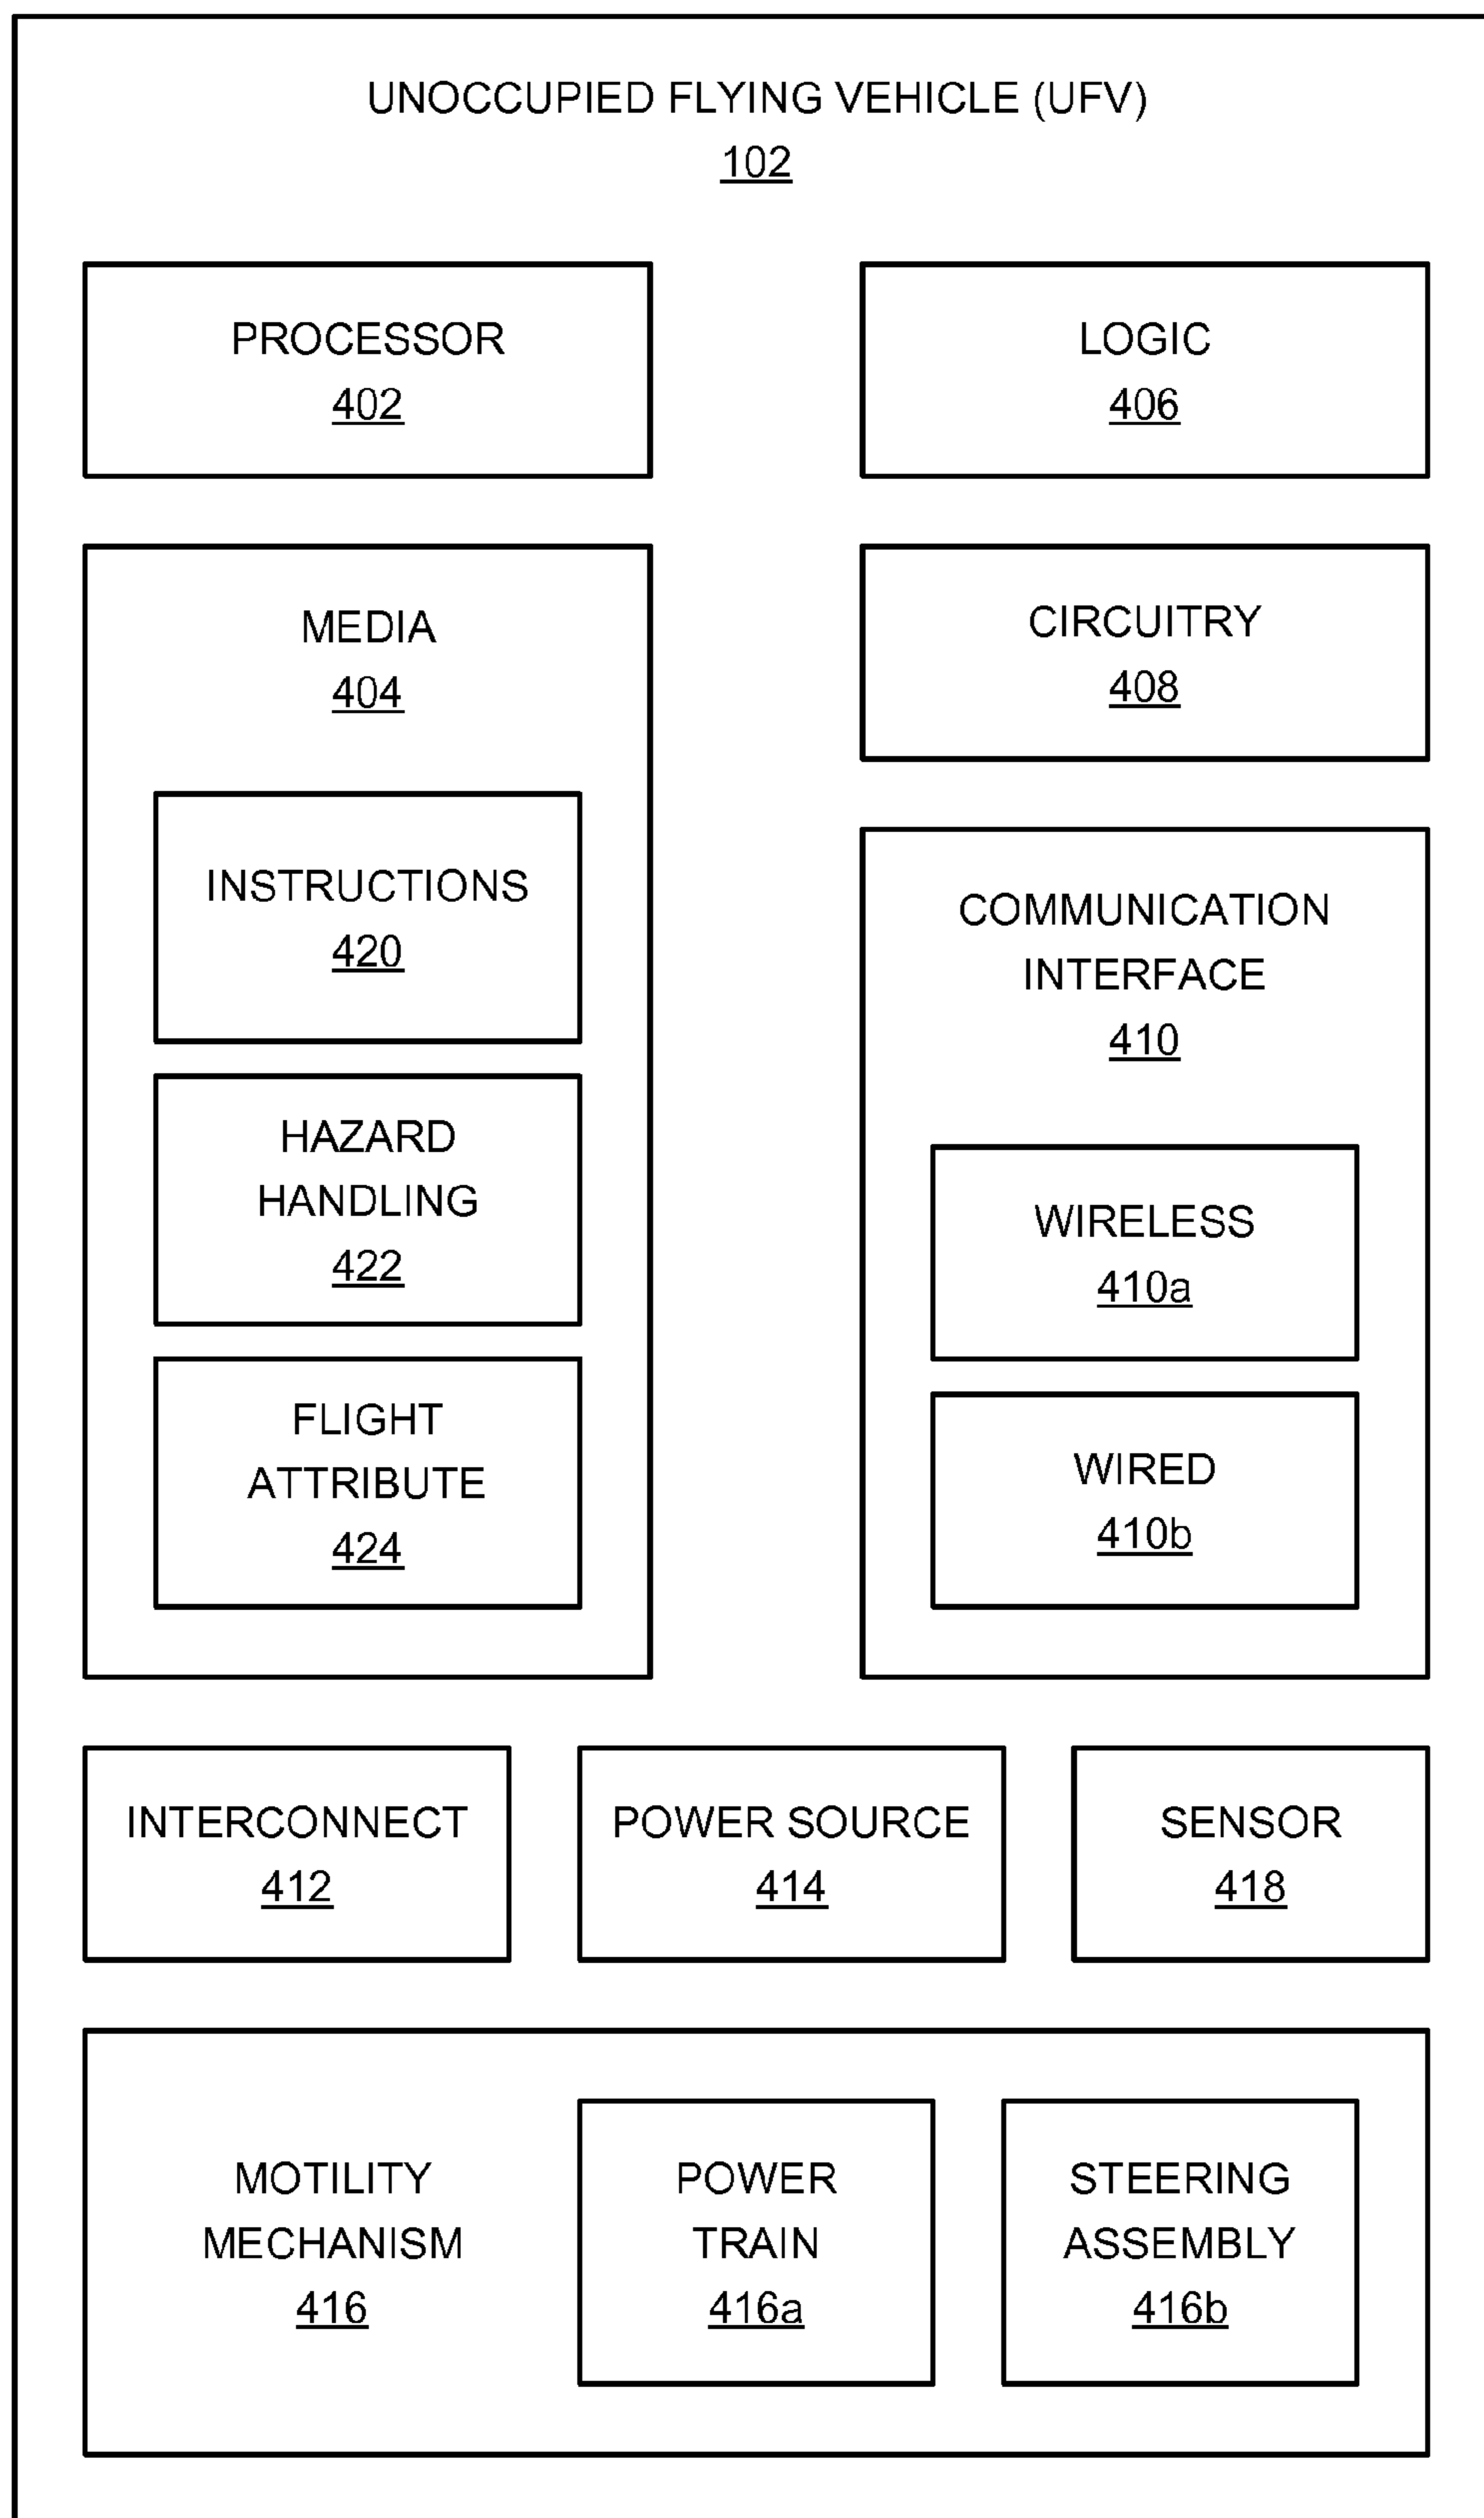 UNOCCUPIED FLYING VEHICLE (UFV)
102
PROCESSOR
402
LOGIC
406
MEDIA
404
INSTRUCTIONS
420
HAZARD
HANDLING
422
FLIGHT
ATTRIBUTE
424
CIRCUITRY
408
COMMUNICATION
INTERFACE
410
WIRELESS
410a
WIRED
410b
INTERCONNECT
412
POWER SOURCE
414
SENSOR
418
MOTILITY
MECHANISM
416
POWER
TRAIN
416a
STEERING
ASSEMBLY
416b